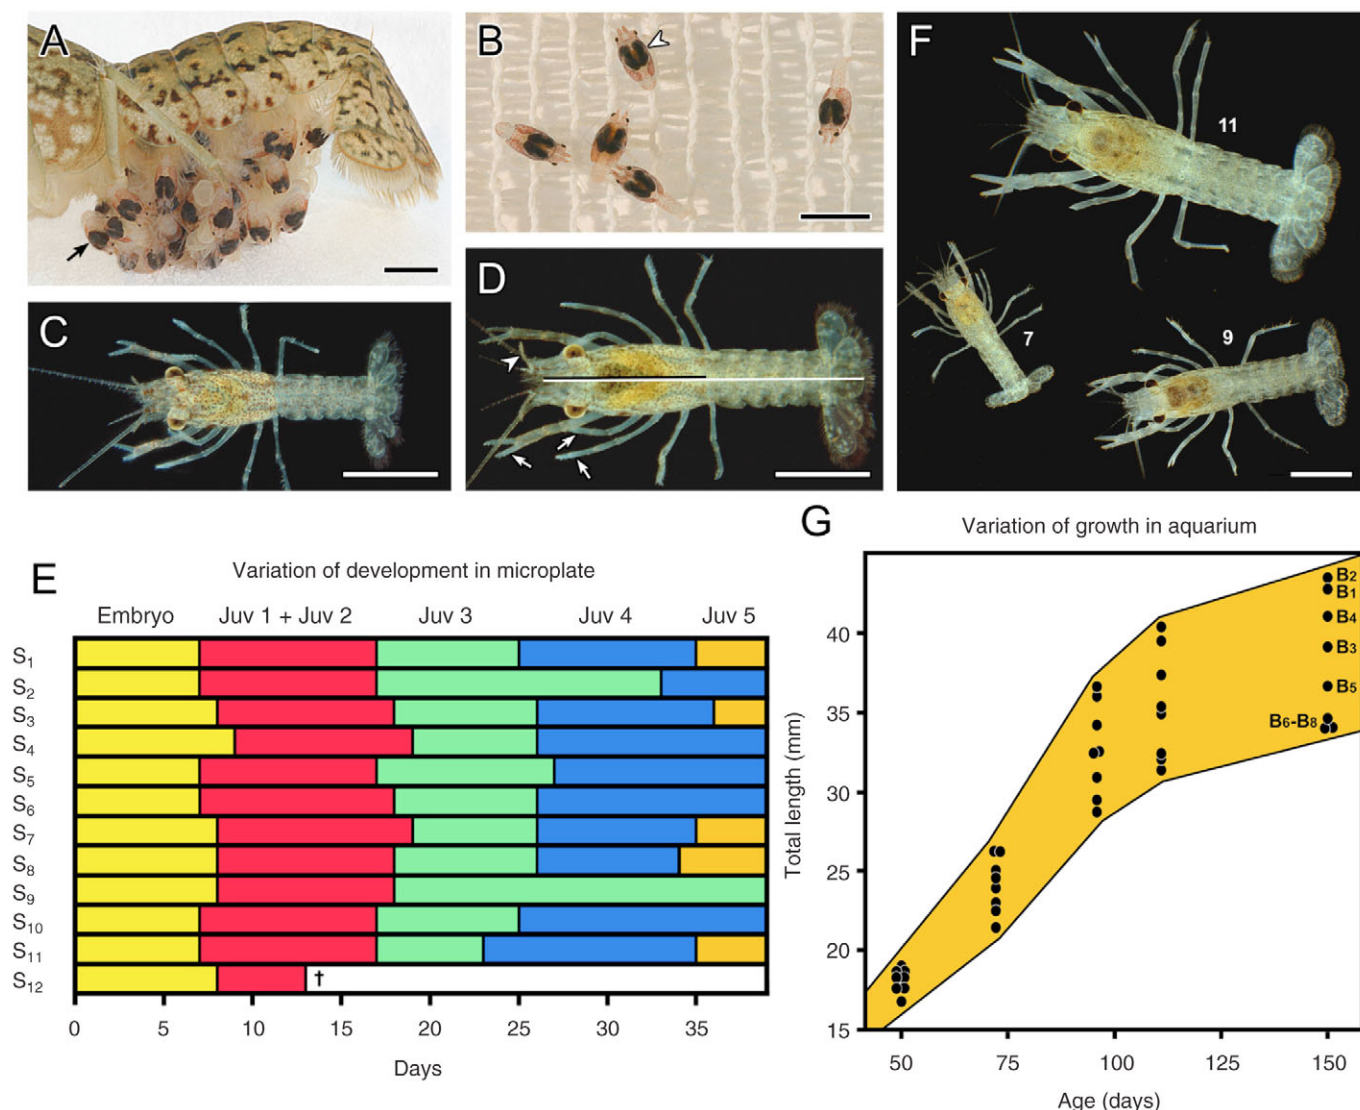 A
B
C
D
F
11
7
9
E
Variation of development in microplate
Embryo Juv 1 + Juv 2 Juv 3 Juv 4 Juv 5
S1
S2
S3
S4
S5
S6
S7
S8
S9
S10
S11
S12 †
0 5 10 15 20 25 30 35
Days
G
Variation of growth in aquarium
Total length (mm)
40
35
30
25
20
15
B2
B1
B4
B3
B5
B6-B8
50 75 100 125 150
Age (days)